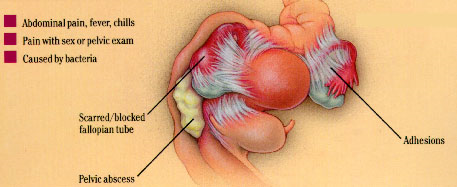 Abdominal pain, fever, chills
Pain with sex or pelvic exam
Caused by bacteria
Scarred/blocked
fallopian tube
Adhesions
Pelvic abscess